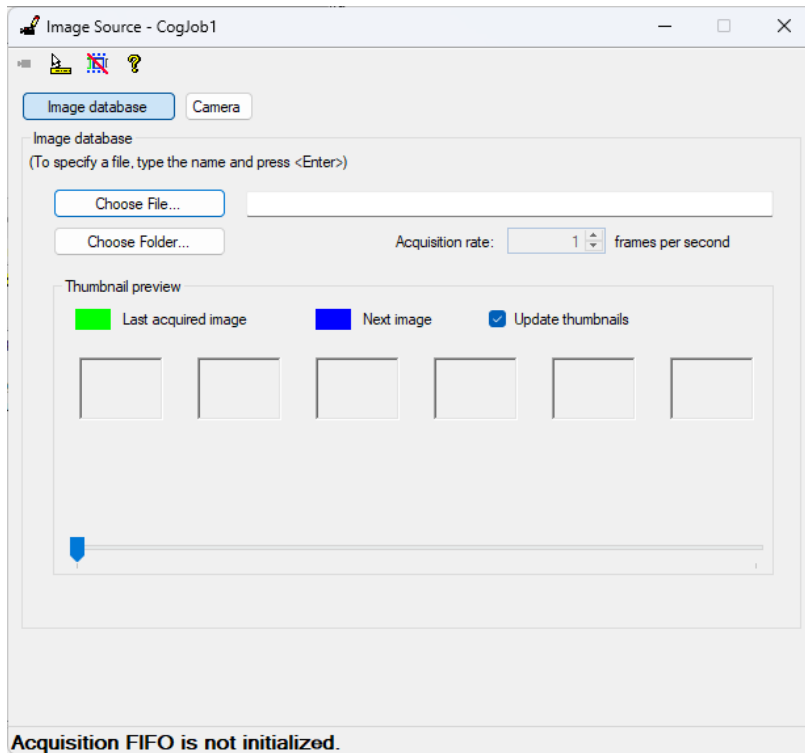 Image Source - CogJob1
Image database Camera
Image database
(To specify a file, type the name and press <Enter>)
Choose File...
Choose Folder... Acquisition rate: 1 frames per second
Thumbnail preview
Last acquired image Next image Update thumbnails
Acquisition FIFO is not initialized.